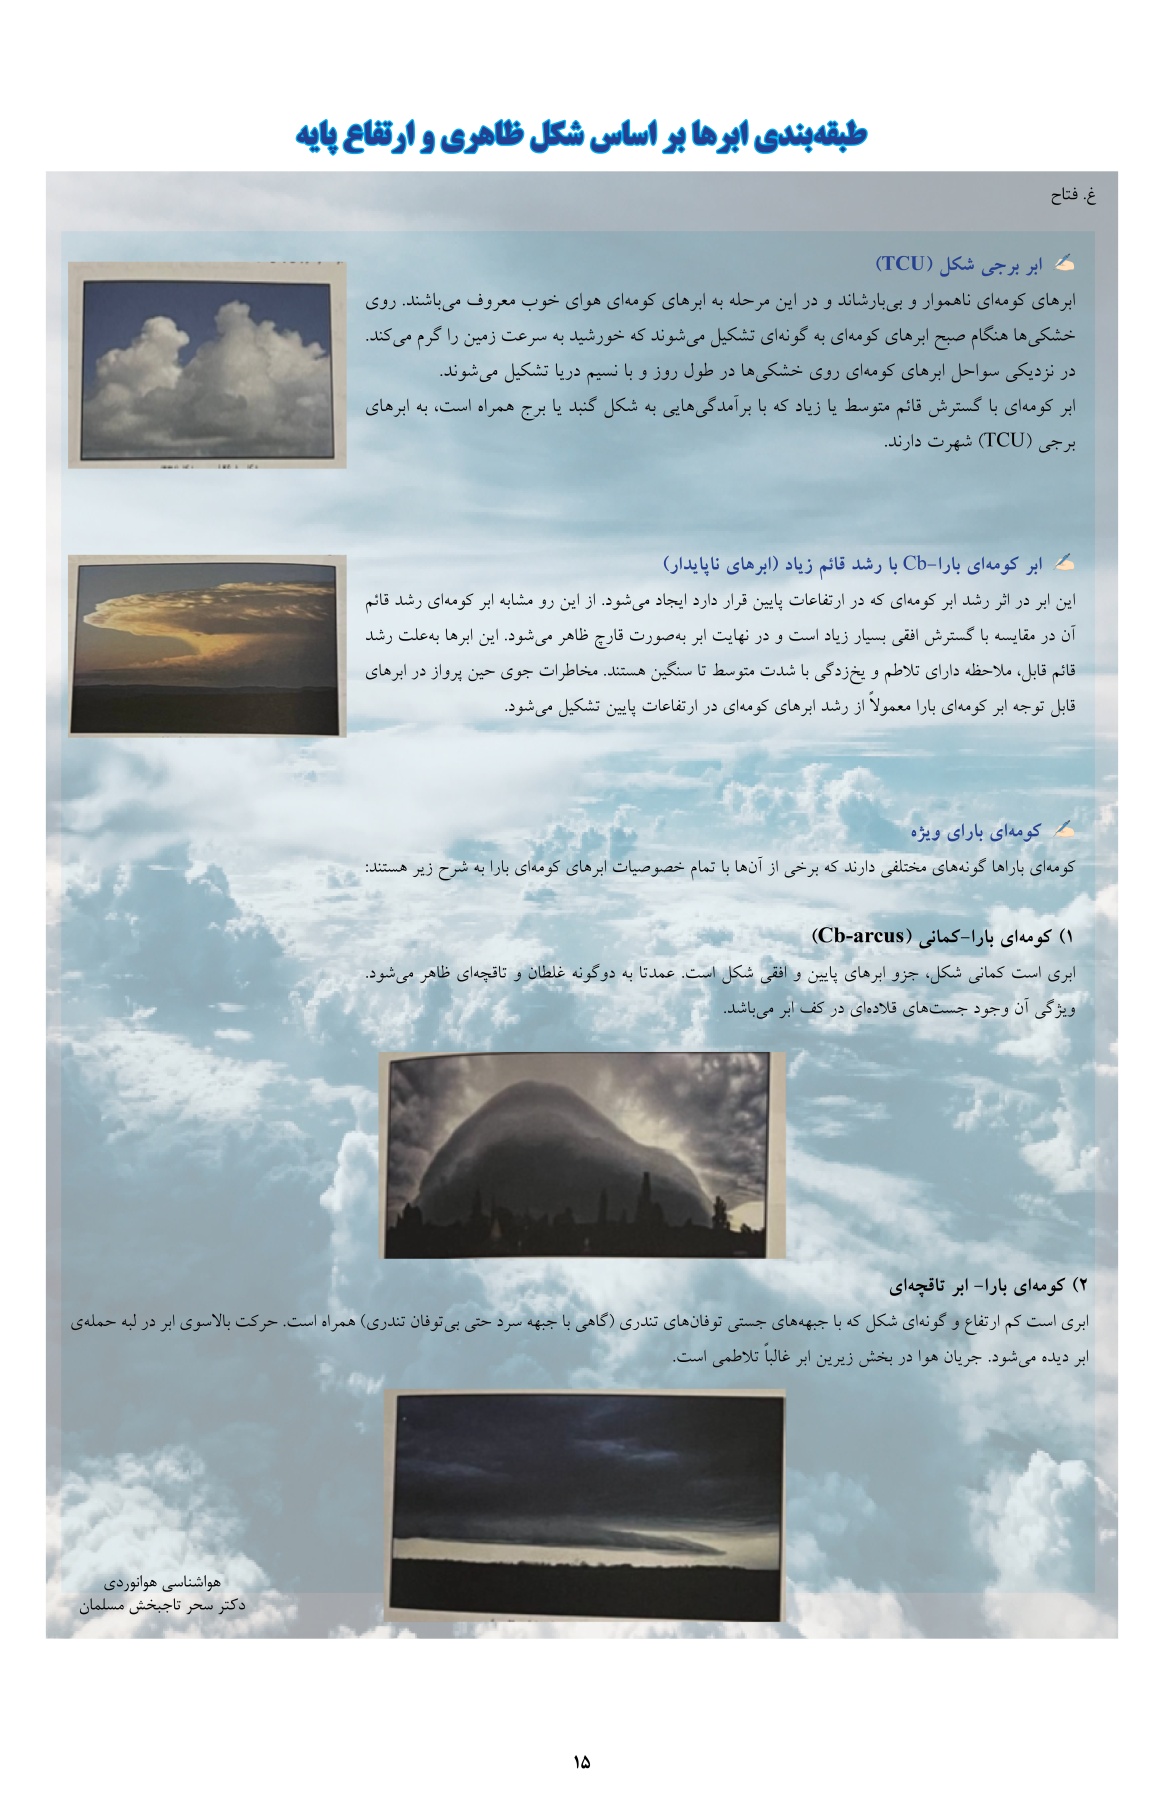 طبقه‌بندی ابرها بر اساس شکل ظاهری و ارتفاع پایه
غ. فتاح
ابر برجی شکل (TCU)
ابرهای کومه‌ای ناهموار و بی‌بارش‌اند و در این مرحله به ابرهای کومه‌ای هوای خوب معروف می‌باشند. روی
خشکی‌ها هنگام صبح ابرهای کومه‌ای به گونه‌ای تشکیل می‌شوند که خورشید به سرعت زمین را گرم می‌کند.
در نزدیکی سواحل ابرهای کومه‌ای روی خشکی‌ها در طول روز و با نسیم دریا تشکیل می‌شوند.
ابر کومه‌ای با گسترش قائم متوسط یا زیاد که با برآمدگی‌هایی به شکل گنبد یا برج همراه است، به ابرهای
برجی (TCU) شهرت دارند.
ابر کومه‌ای بارا-Cb با رشد قائم زیاد (ابرهای ناپایدار)
این ابر در اثر رشد ابر کومه‌ای که در ارتفاعات پایین قرار دارد ایجاد می‌شود. از این رو مشابه ابر کومه‌ای رشد قائم
آن در مقایسه با گسترش افقی بسیار زیاد است و در نهایت ابر به‌صورت قارچ ظاهر می‌شود. این ابرها به‌علت رشد
قائم قابل، ملاحظه دارای تلاطم و یخ‌زدگی با شدت متوسط تا سنگین هستند. مخاطرات جوی حین پرواز در ابرهای
قابل توجه ابر کومه‌ای بارا معمولاً از رشد ابرهای کومه‌ای در ارتفاعات پایین تشکیل می‌شود.
کومه‌ای بارای ویژه
کومه‌ای باراها گونه‌های مختلفی دارند که برخی از آن‌ها با تمام خصوصیات ابرهای کومه‌ای بارا به شرح زیر هستند:
۱) کومه‌ای بارا-کمانی (Cb-arcus)
ابری است کمانی شکل، جزو ابرهای پایین و افقی شکل است. عمدتا به دوگونه غلطان و تاقچه‌ای ظاهر می‌شود.
ویژگی آن وجود جست‌های قلاده‌ای در کف ابر می‌باشد.
۲) کومه‌ای بارا- ابر تاقچه‌ای
ابری است کم ارتفاع و گونه‌ای شکل که با جبهه‌های جستی توفان‌های تندری (گاهی با جبهه سرد حتی بی‌توفان تندری) همراه است. حرکت بالاسوی ابر در لبه حمله‌ی
ابر دیده می‌شود. جریان هوا در بخش زیرین ابر غالباً تلاطمی است.
هواشناسی هوانوردی
دکتر سحر تاجبخش مسلمان
۱۵